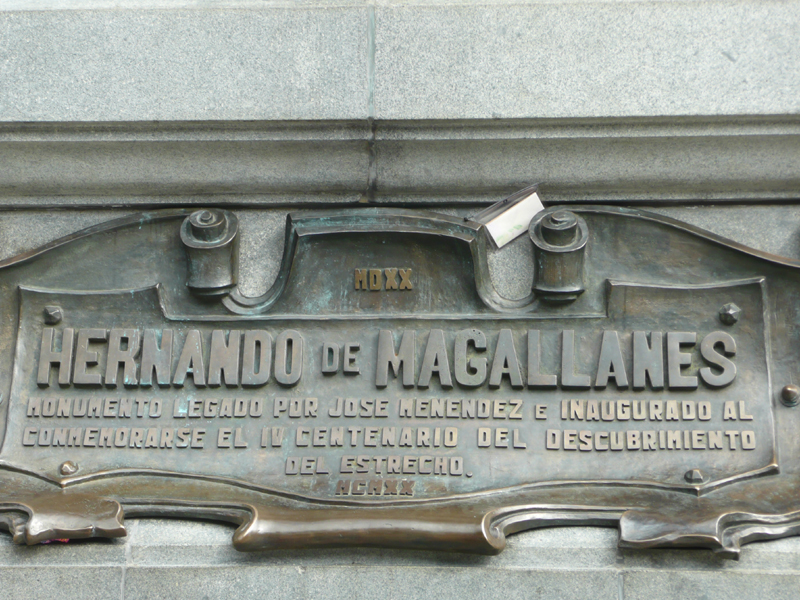 MDXX
HERNANDO DE MAGALLANES
MONUMENTO LEGADO POR JOSE MENENDEZ E INAUGURADO AL
CONMEMORARSE EL IV CENTENARIO DEL DESCUBRIMIENTO
DEL ESTRECHO.
MCMXX